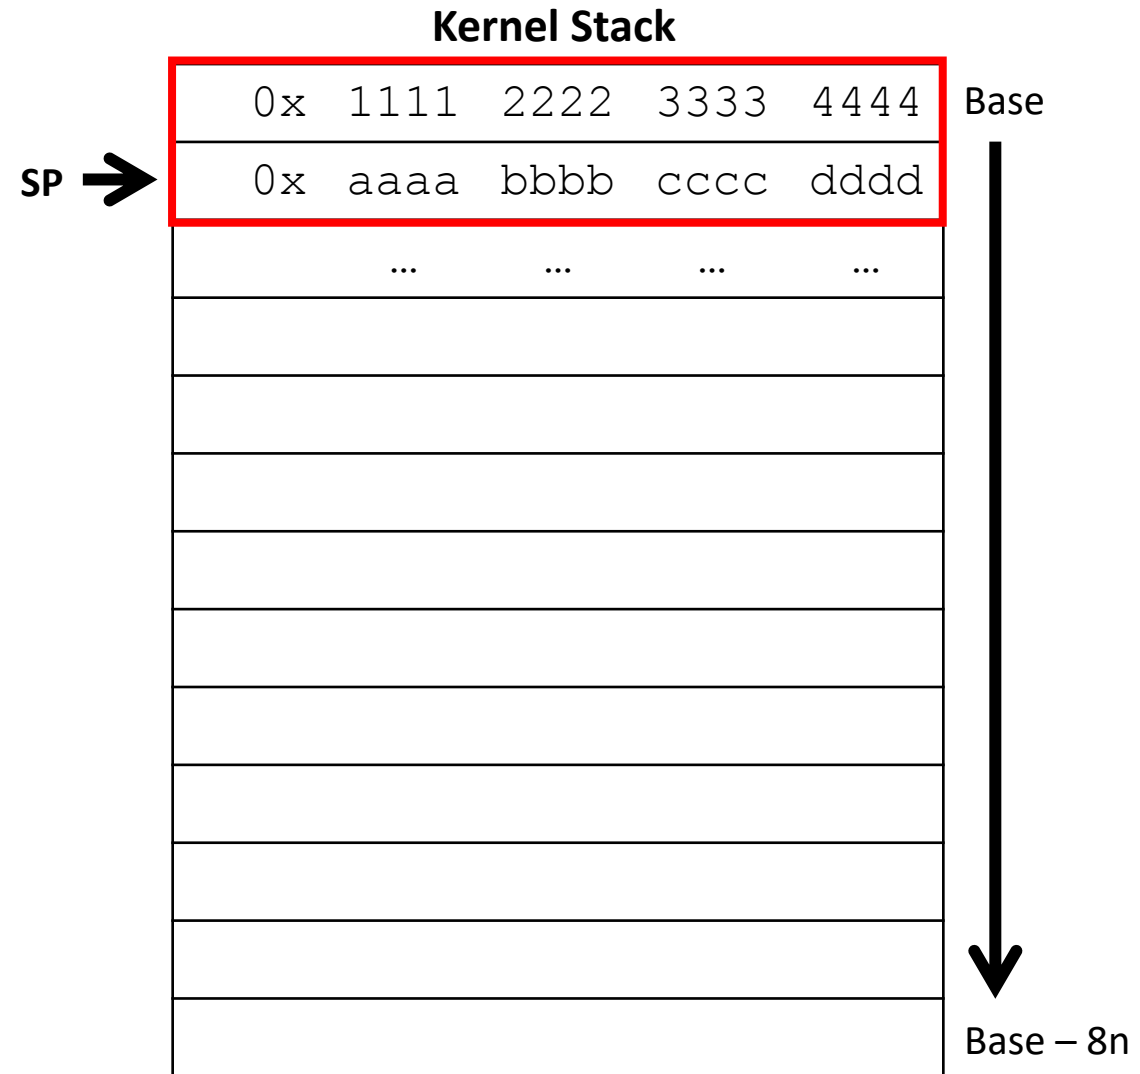 Kernel Stack
0x 1111 2222 3333 4444 Base
SP 0x aaaa bbbb cccc dddd
… … … …
Base – 8n